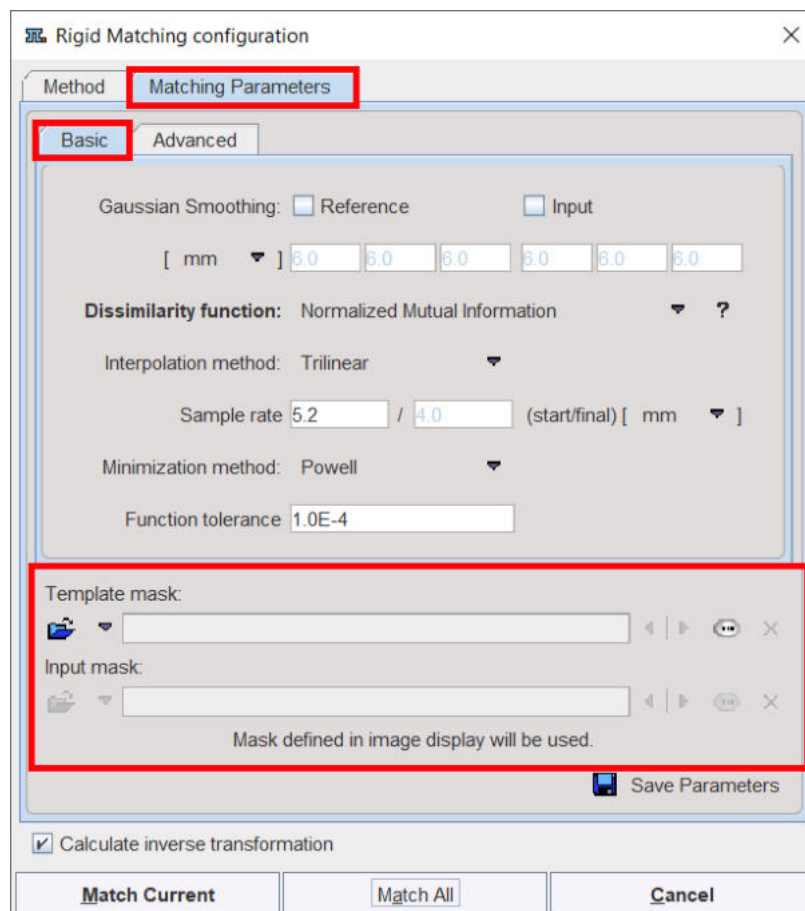 Rigid Matching configuration
Method Matching Parameters
Basic Advanced
Gaussian Smoothing: Reference Input
[ mm ] 6.0 6.0 6.0 6.0 6.0 6.0
Dissimilarity function: Normalized Mutual Information ?
Interpolation method: Trilinear
Sample rate 5.2 / 4.0 (start/final) [ mm ]
Minimization method: Powell
Function tolerance 1.0E-4
Template mask:
Input mask:
Mask defined in image display will be used.
Save Parameters
Calculate inverse transformation
Match Current Match All Cancel